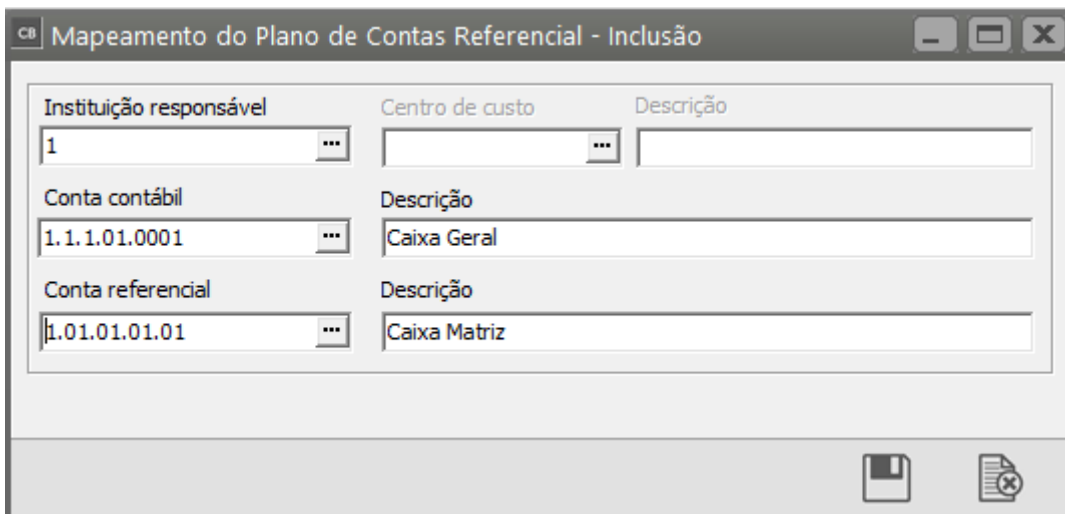 CB Mapeamento do Plano de Contas Referencial - Inclusão
Instituição responsável Centro de custo Descrição
1 ...
...
Conta contábil Descrição
1.1.1.01.0001 ... Caixa Geral
Conta referencial Descrição
1.01.01.01.01 ... Caixa Matriz